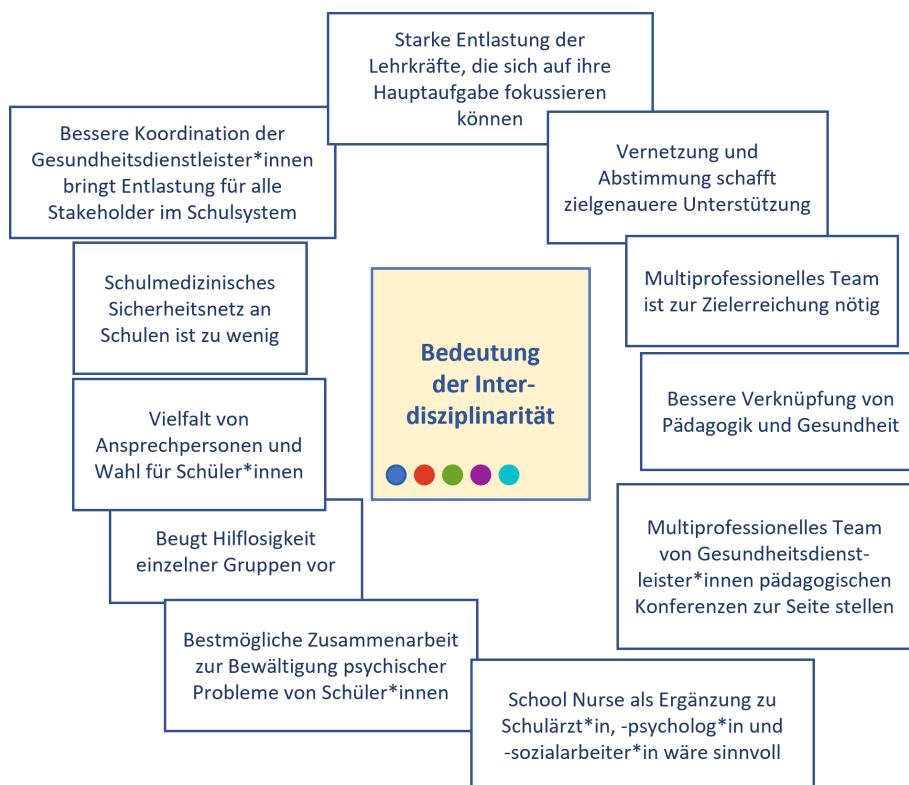 Starke Entlastung der
Lehrkräfte, die sich auf ihre
Hauptaufgabe fokussieren
können
Bessere Koordination der
Gesundheitsdienstleister*innen
bringt Entlastung für alle
Stakeholder im Schulsystem
Vernetzung und
Abstimmung schafft
zielgenauere Unterstützung
Schulmedizinisches
Sicherheitsnetz an
Schulen ist zu wenig
Multiprofessionelles Team
ist zur Zielerreichung nötig
Bedeutung
der Inter-
disziplinarität
Vielfalt von
Ansprechpersonen und
Wahl für Schüler*innen
Bessere Verknüpfung von
Pädagogik und Gesundheit
Beugt Hilflosigkeit
einzelner Gruppen vor
Multiprofessionelles Team
von Gesundheitsdienst-
leister*innen pädagogischen
Konferenzen zur Seite stellen
Bestmögliche Zusammenarbeit
zur Bewältigung psychischer
Probleme von Schüler*innen
School Nurse als Ergänzung zu
Schulärzt*in, -psycholog*in und
-sozialarbeiter*in wäre sinnvoll